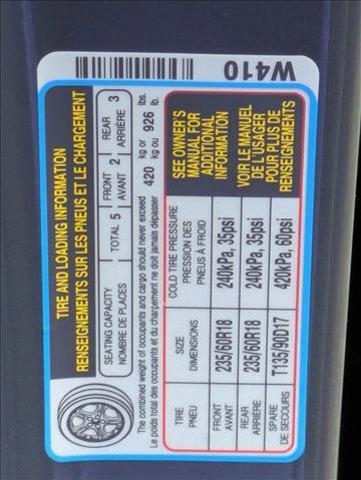 W410
TIRE AND LOADING INFORMATION
RENSEIGNEMENTS SUR LES PNEUS ET LE CHARGEMENT
SEATING CAPACITY
NOMBRE DE PLACES
TOTAL 5
FRONT 2
AVANT
REAR 3
ARRIÈRE
The combined weight of occupants and cargo should never exceed 420 kg or 926 lbs.
Le poids total des occupants et du chargement ne doit jamais dépasser kg ou lb.
TIRE
PNEU
SIZE
DIMENSIONS
COLD TIRE PRESSURE
PRESSION DES
PNEUS A FROID
FRONT
AVANT
235/60R18
240kPa, 35psi
REAR
ARRIÈRE
235/60R18
240kPa, 35psi
SPARE
DE SECOURS
T135/90D17
420kPa, 60psi
SEE OWNER'S
MANUAL FOR
ADDITIONAL
INFORMATION
VOIR LE MANUEL
DE L'USAGER
POUR PLUS DE
RENSEIGNEMENTS